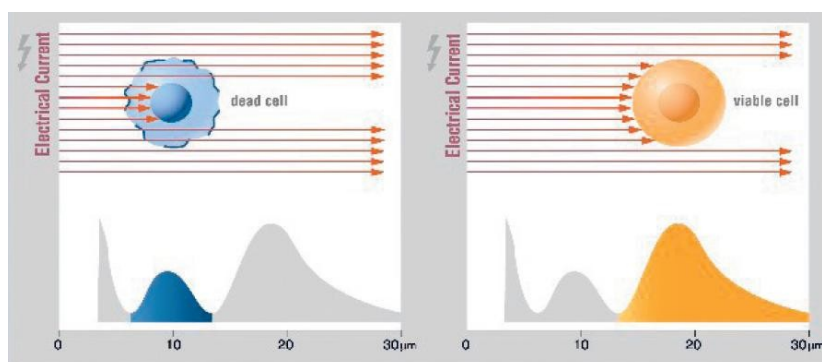 Electrical Current
dead cell
0 10 20 30µm
Electrical Current
viable cell
0 10 20 30µm